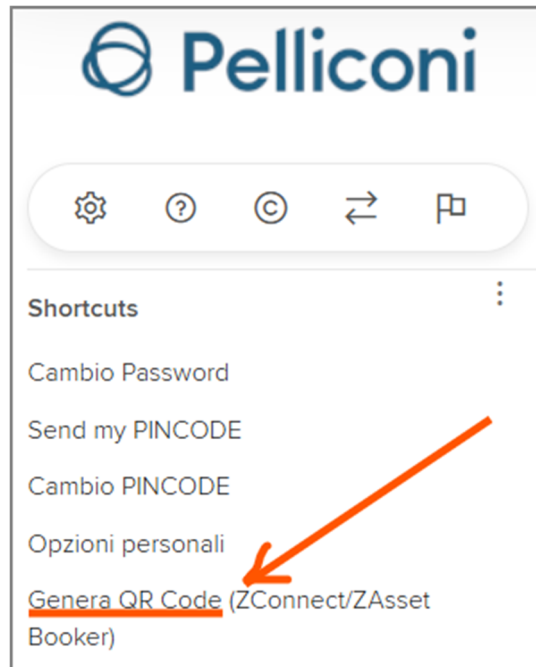 Pelliconi
Shortcuts
Cambio Password
Send my PINCODE
Cambio PINCODE
Opzioni personali
Genera QR Code (ZConnect/ZAsset
Booker)